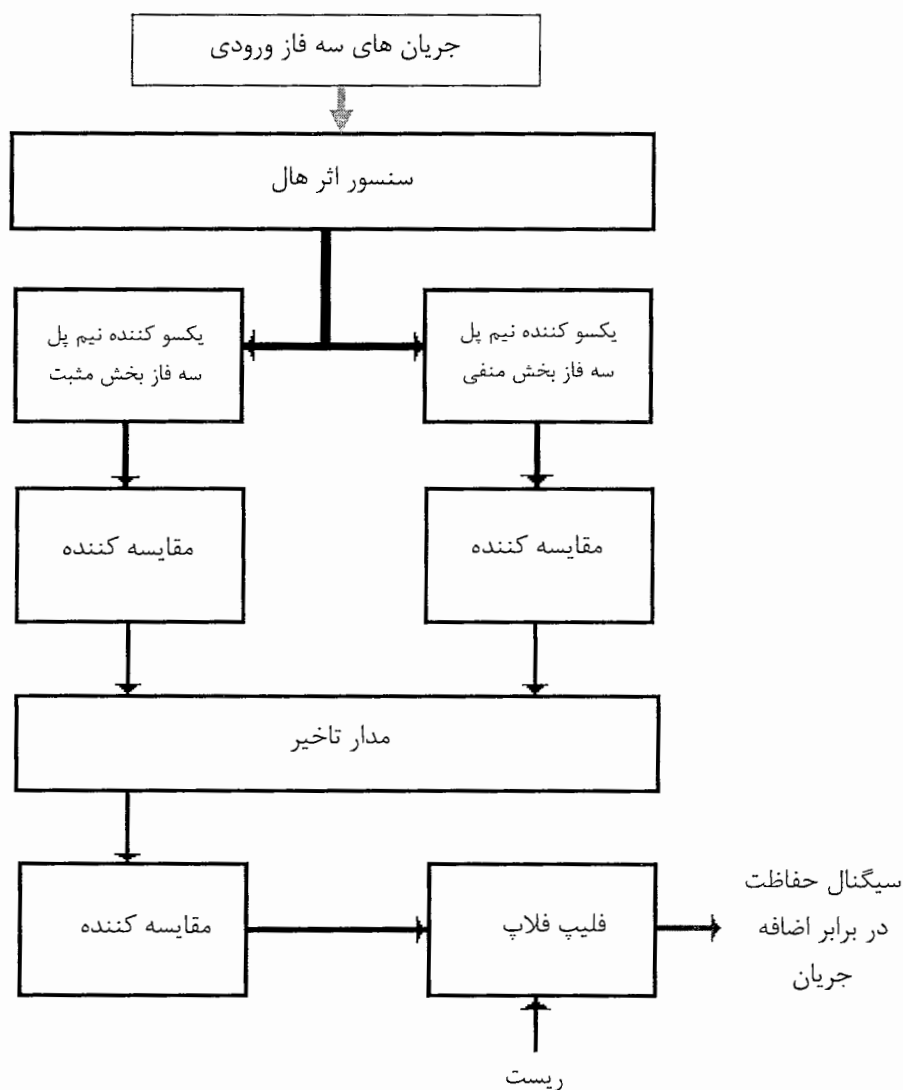 جریان های سه فاز ورودی
سنسور اثر هال
یکسو کننده نیم پل
سه فاز بخش مثبت
یکسو کننده نیم پل
سه فاز بخش منفی
مقایسه کننده
مقایسه کننده
مدار تاخیر
مقایسه کننده
فلیپ فلاپ
سیگنال حفاظت
در برابر اضافه
جریان
ریست